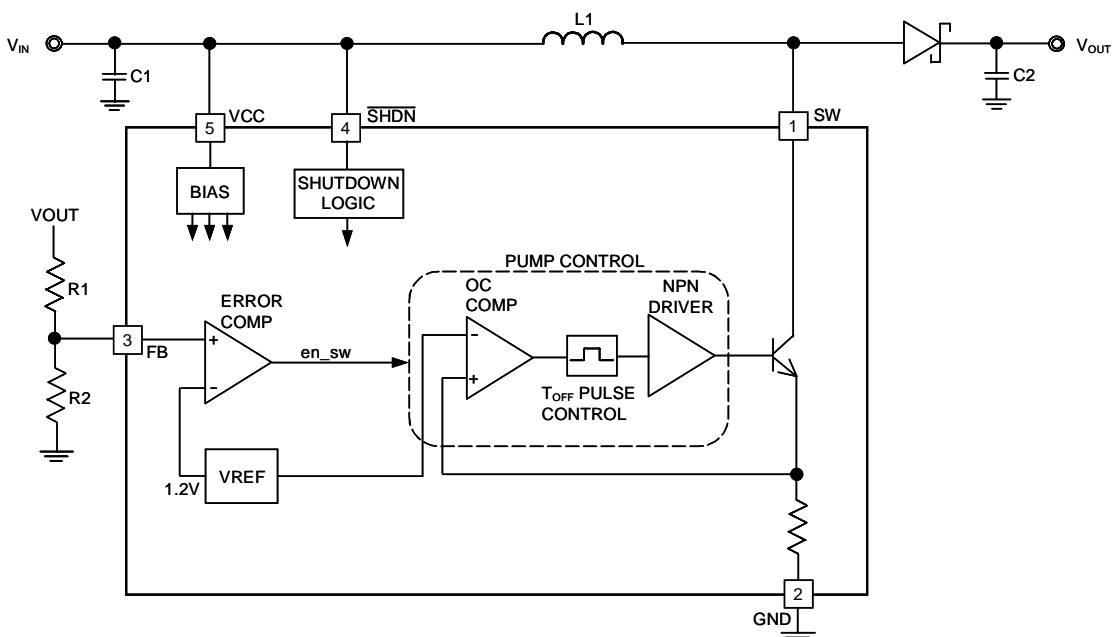 L1
VIN
VOUT
C1
C2
VCC
SHDN
SW
5
4
1
BIAS
SHUTDOWN
LOGIC
VOUT
PUMP CONTROL
R1
ERROR
COMP
OC
COMP
NPN
DRIVER
3
FB
+
-
en_sw
-
+
R2
TOFF PULSE
CONTROL
VREF
1.2V
2
GND